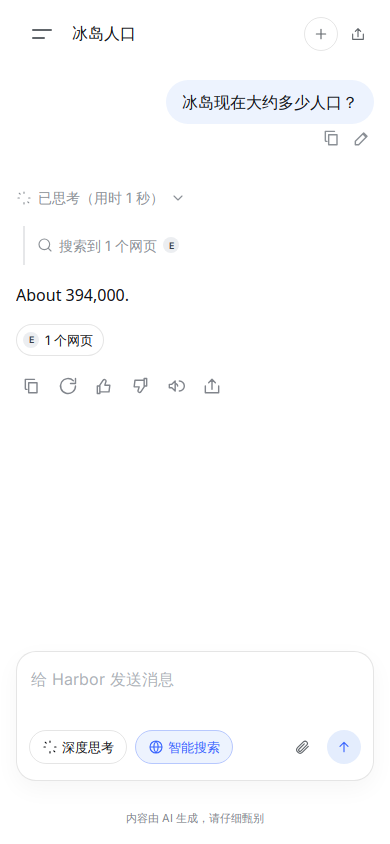 冰岛人口
冰岛现在大约多少人口？
已思考（用时 1 秒）
搜索到 1 个网页 E
About 394,000.
E 1 个网页
给 Harbor 发送消息
深度思考 智能搜索
内容由 AI 生成，请仔细甄别